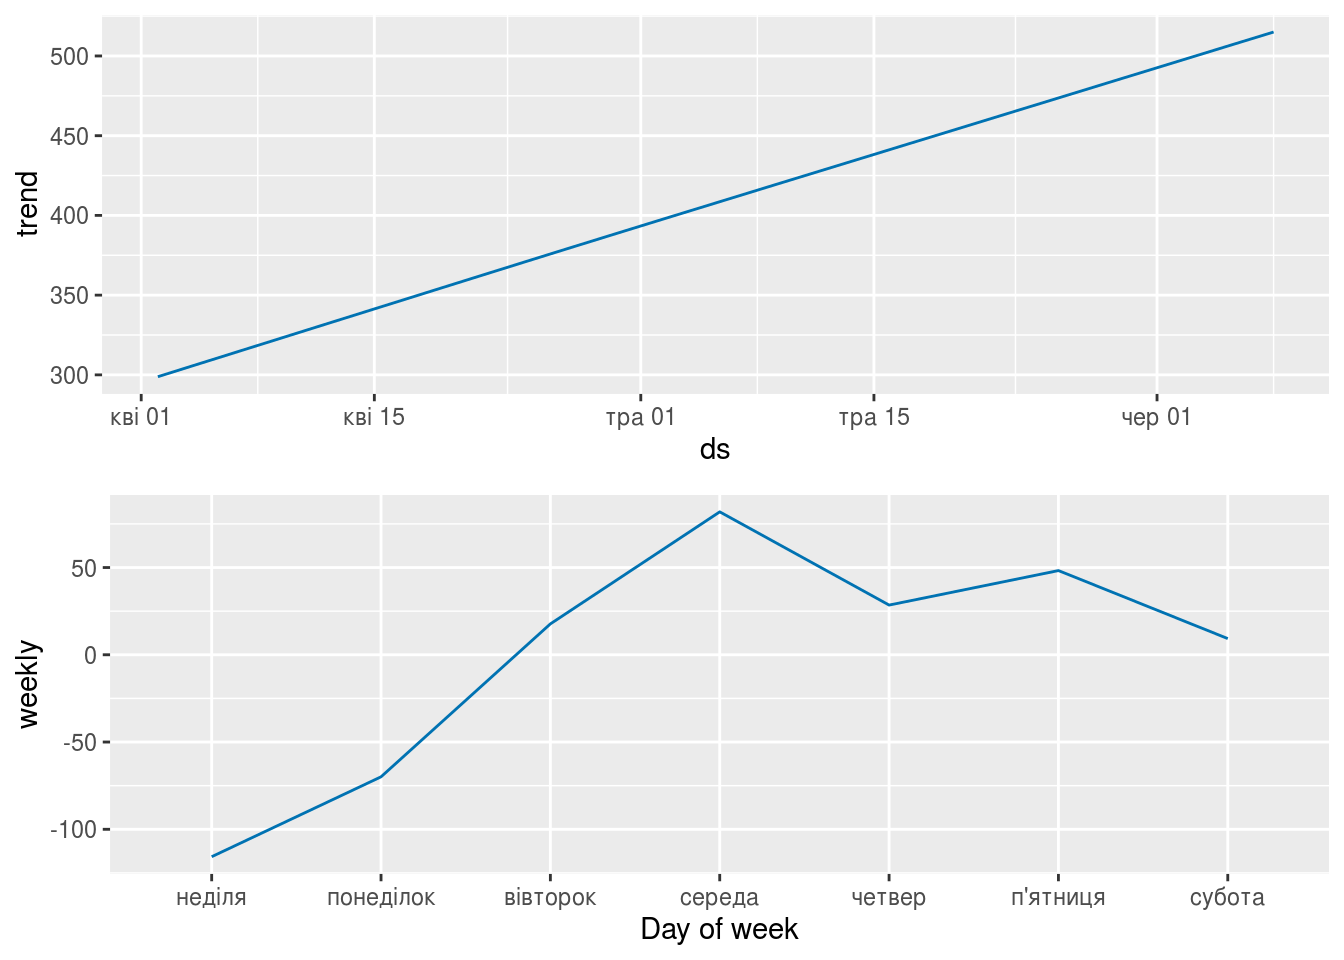 500
450
400
350
300
trend
кві 01 кві 15 тра 01 тра 15 чер 01
ds
50
0
-50
-100
weekly
неділя понеділок вівторок середа четвер п'ятниця субота
Day of week